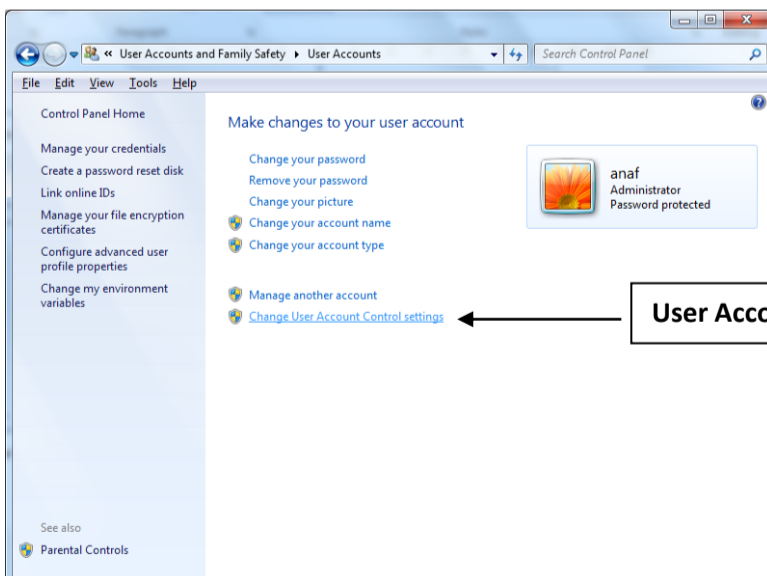 « User Accounts and Family Safety ▸ User Accounts
Search Control Panel
File Edit View Tools Help
Control Panel Home
Manage your credentials
Create a password reset disk
Link online IDs
Manage your file encryption
certificates
Configure advanced user
profile properties
Change my environment
variables
See also
Parental Controls
Make changes to your user account
Change your password
Remove your password
Change your picture
Change your account name
Change your account type
Manage another account
Change User Account Control settings
anaf
Administrator
Password protected
User Acco